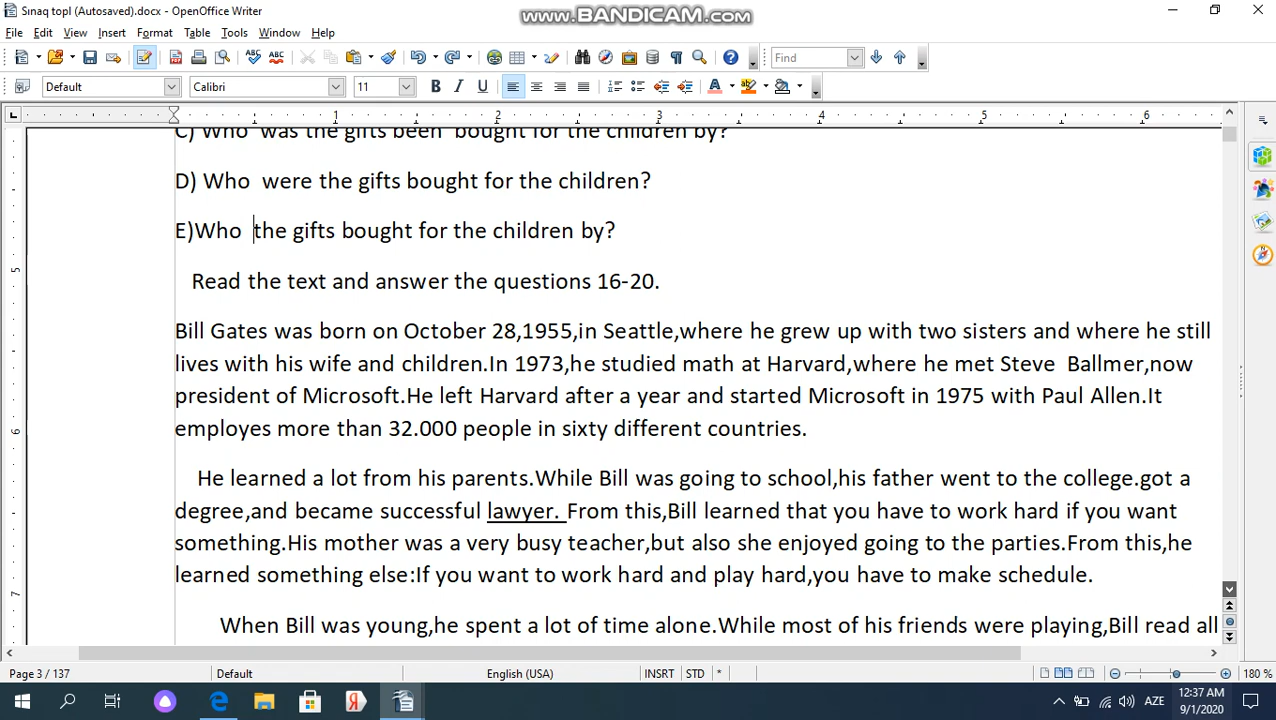 Sınaq topl (Autosaved).docx - OpenOffice Writer
www.BANDICAM.com
File Edit View Insert Format Table Tools Window Help
Find
Default Calibri 11
1 2 3 4 5 6
C) Who  was the gifts been  bought for the children by?
D) Who  were the gifts bought for the children?
E)Who  the gifts bought for the children by?
5
Read the text and answer the questions 16-20.
Bill Gates was born on October 28,1955,in Seattle,where he grew up with two sisters and where he still
lives with his wife and children.In 1973,he studied math at Harvard,where he met Steve  Ballmer,now
president of Microsoft.He left Harvard after a year and started Microsoft in 1975 with Paul Allen.It
6
employes more than 32.000 people in sixty different countries.
He learned a lot from his parents.While Bill was going to school,his father went to the college.got a
degree,and became successful lawyer. From this,Bill learned that you have to work hard if you want
something.His mother was a very busy teacher,but also she enjoyed going to the parties.From this,he
learned something else:If you want to work hard and play hard,you have to make schedule.
7
When Bill was young,he spent a lot of time alone.While most of his friends were playing,Bill read all
Page 3 / 137 Default English (USA) INSRT STD * 180 %
AZE 12:37 AM
9/1/2020